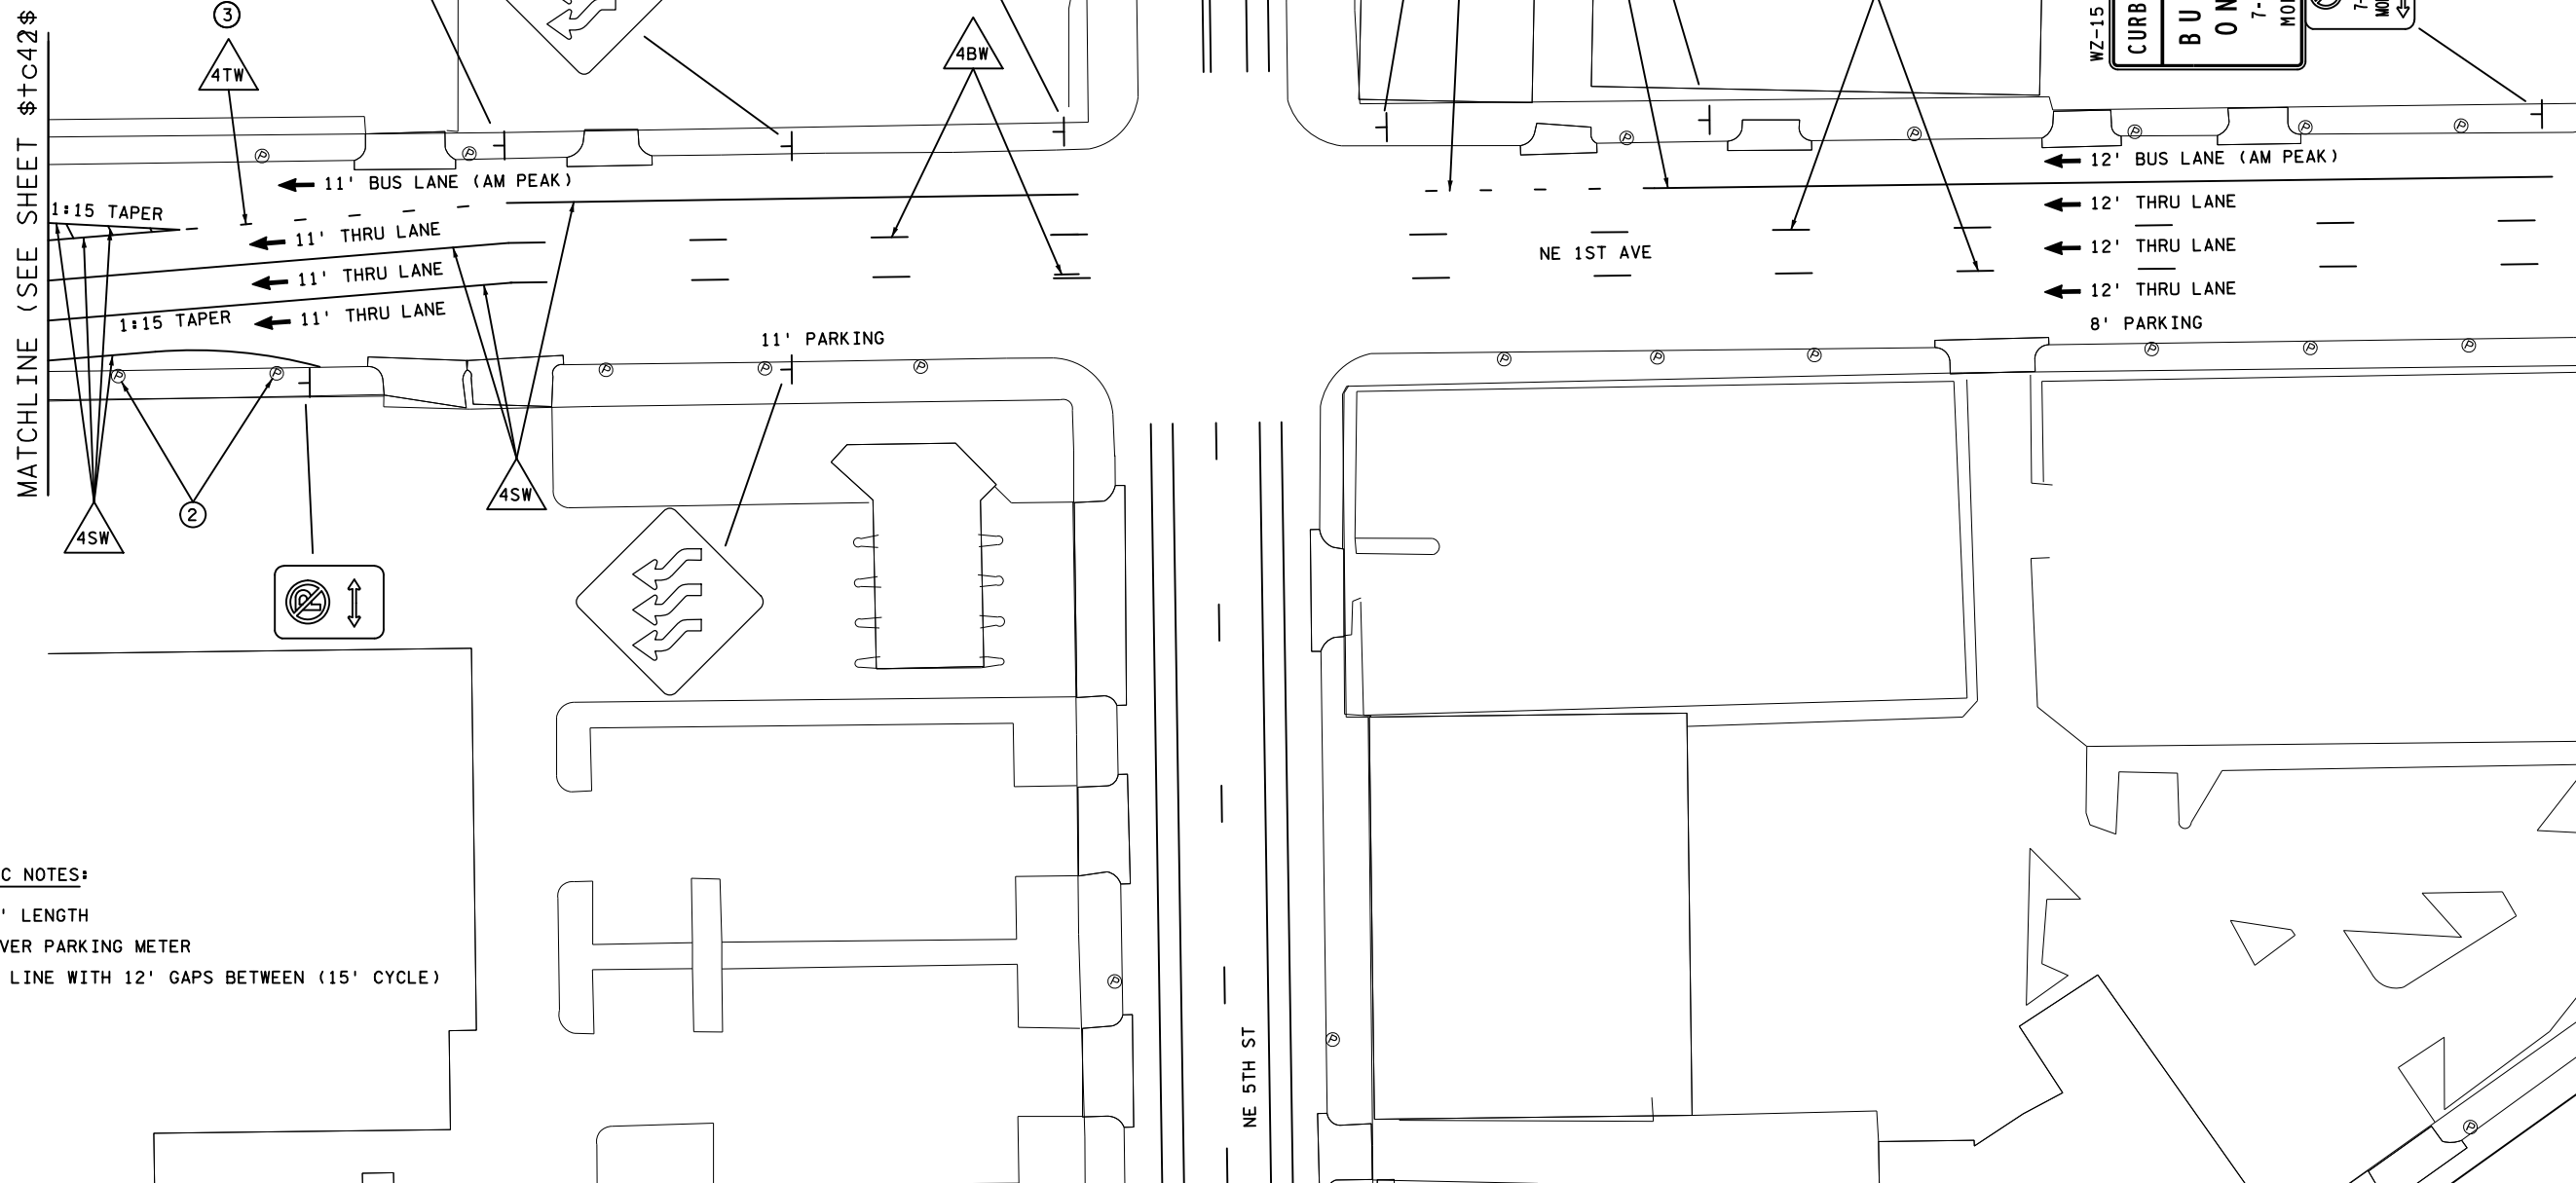 MATCHLINE (SEE SHEET $tc42$
3
4TW
4BW
WZ-15
CURB
BU
ON
7-
11' BUS LANE (AM PEAK)
12' BUS LANE (AM PEAK)
1:15 TAPER
11' THRU LANE
12' THRU LANE
NE 1ST AVE
12' THRU LANE
11' THRU LANE
12' THRU LANE
1:15 TAPER
11' THRU LANE
11' PARKING
8' PARKING
4SW
2
4SW
C NOTES:
' LENGTH
VER PARKING METER
LINE WITH 12' GAPS BETWEEN (15' CYCLE)
NE 5TH ST